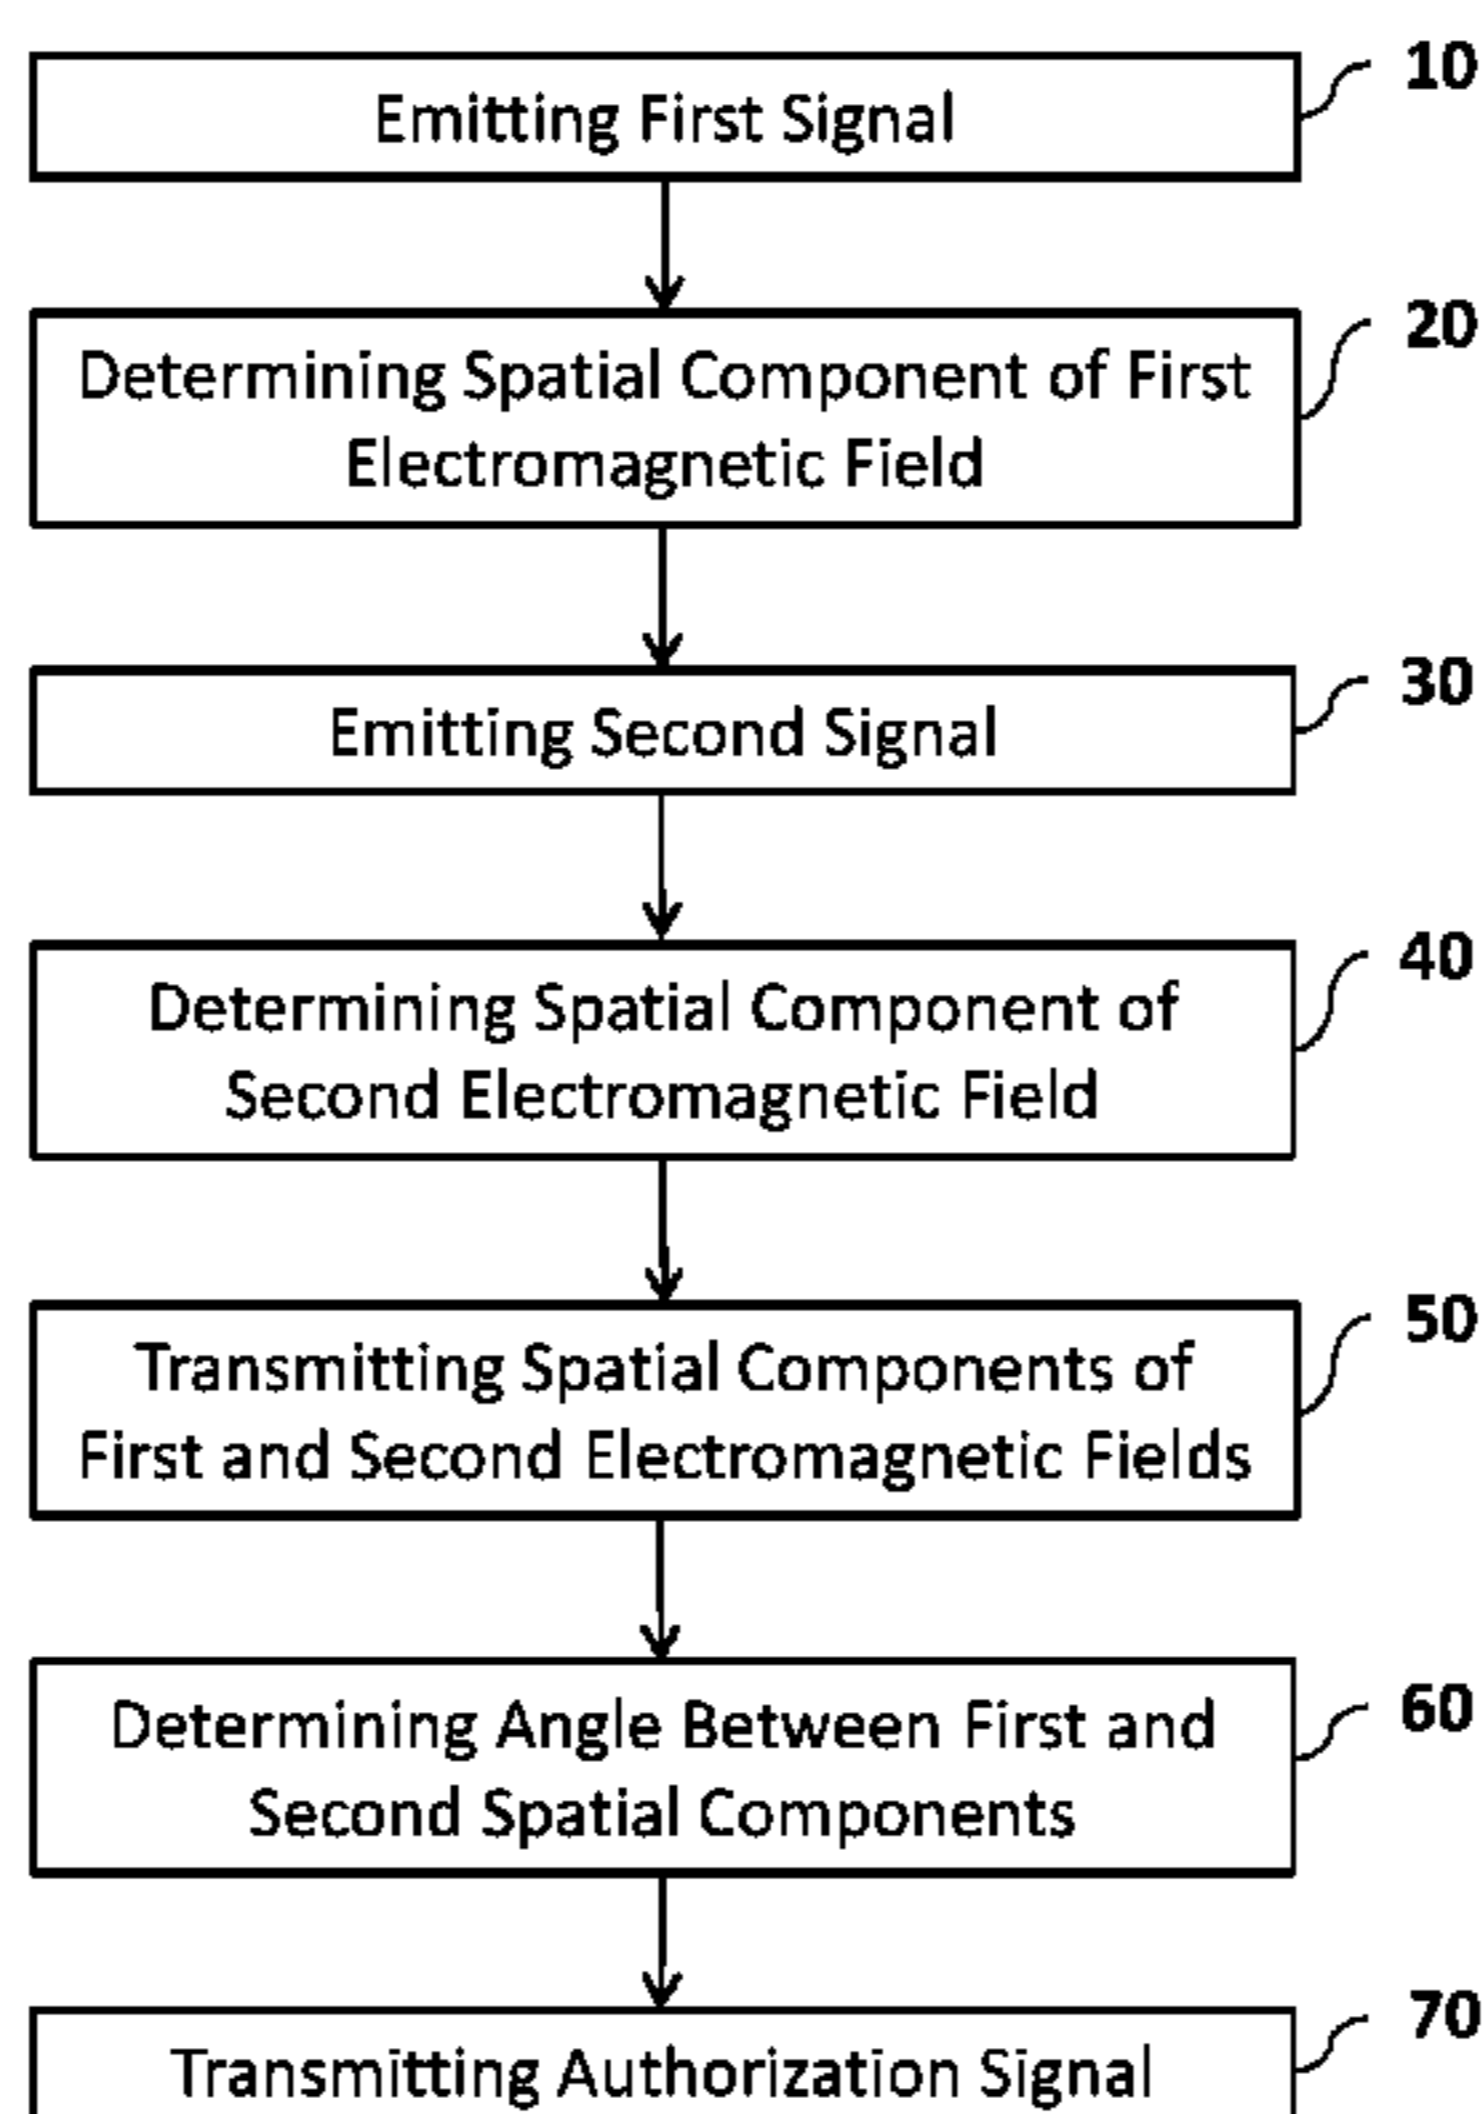 Emitting First Signal
10
Determining Spatial Component of First
Electromagnetic Field
20
Emitting Second Signal
30
Determining Spatial Component of
Second Electromagnetic Field
40
Transmitting Spatial Components of
First and Second Electromagnetic Fields
50
Determining Angle Between First and
Second Spatial Components
60
Transmitting Authorization Signal
70